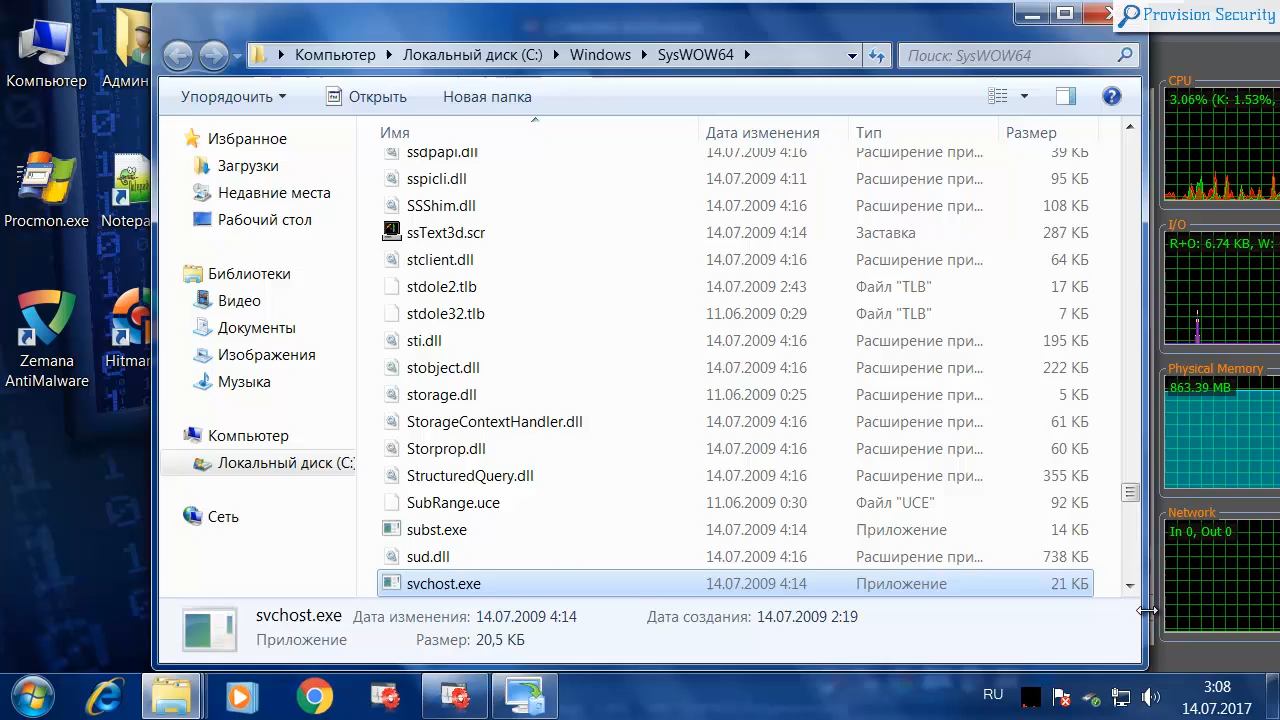 Provision Security
Компьютер
Админ
Procmon.exe
Notepa
Zemana
AntiMalware
Hitman
Компьютер Локальный диск (C:) Windows SysWOW64
Поиск: SysWOW64
Упорядочить Открыть Новая папка
Избранное
Загрузки
Недавние места
Рабочий стол
Библиотеки
Видео
Документы
Изображения
Музыка
Компьютер
Локальный диск (C:
Сеть
Имя Дата изменения Тип Размер
ssdpapi.dll 14.07.2009 4:16 Расширение при... 39 КБ
sspicli.dll 14.07.2009 4:11 Расширение при... 95 КБ
SSShim.dll 14.07.2009 4:16 Расширение при... 108 КБ
ssText3d.scr 14.07.2009 4:14 Заставка 287 КБ
stclient.dll 14.07.2009 4:16 Расширение при... 64 КБ
stdole2.tlb 14.07.2009 2:43 Файл "TLB" 17 КБ
stdole32.tlb 11.06.2009 0:29 Файл "TLB" 7 КБ
sti.dll 14.07.2009 4:16 Расширение при... 195 КБ
stobject.dll 14.07.2009 4:16 Расширение при... 222 КБ
storage.dll 11.06.2009 0:25 Расширение при... 5 КБ
StorageContextHandler.dll 14.07.2009 4:16 Расширение при... 61 КБ
Storprop.dll 14.07.2009 4:16 Расширение при... 60 КБ
StructuredQuery.dll 14.07.2009 4:16 Расширение при... 355 КБ
SubRange.uce 11.06.2009 0:30 Файл "UCE" 92 КБ
subst.exe 14.07.2009 4:14 Приложение 14 КБ
sud.dll 14.07.2009 4:16 Расширение при... 738 КБ
svchost.exe 14.07.2009 4:14 Приложение 21 КБ
svchost.exe Дата изменения: 14.07.2009 4:14 Дата создания: 14.07.2009 2:19
Приложение Размер: 20,5 КБ
CPU
3.06% (K: 1.53%,
I/O
R+O: 6.74 KB, W:
Physical Memory
863.39 MB
Network
In 0, Out 0
RU
3:08
14.07.2017